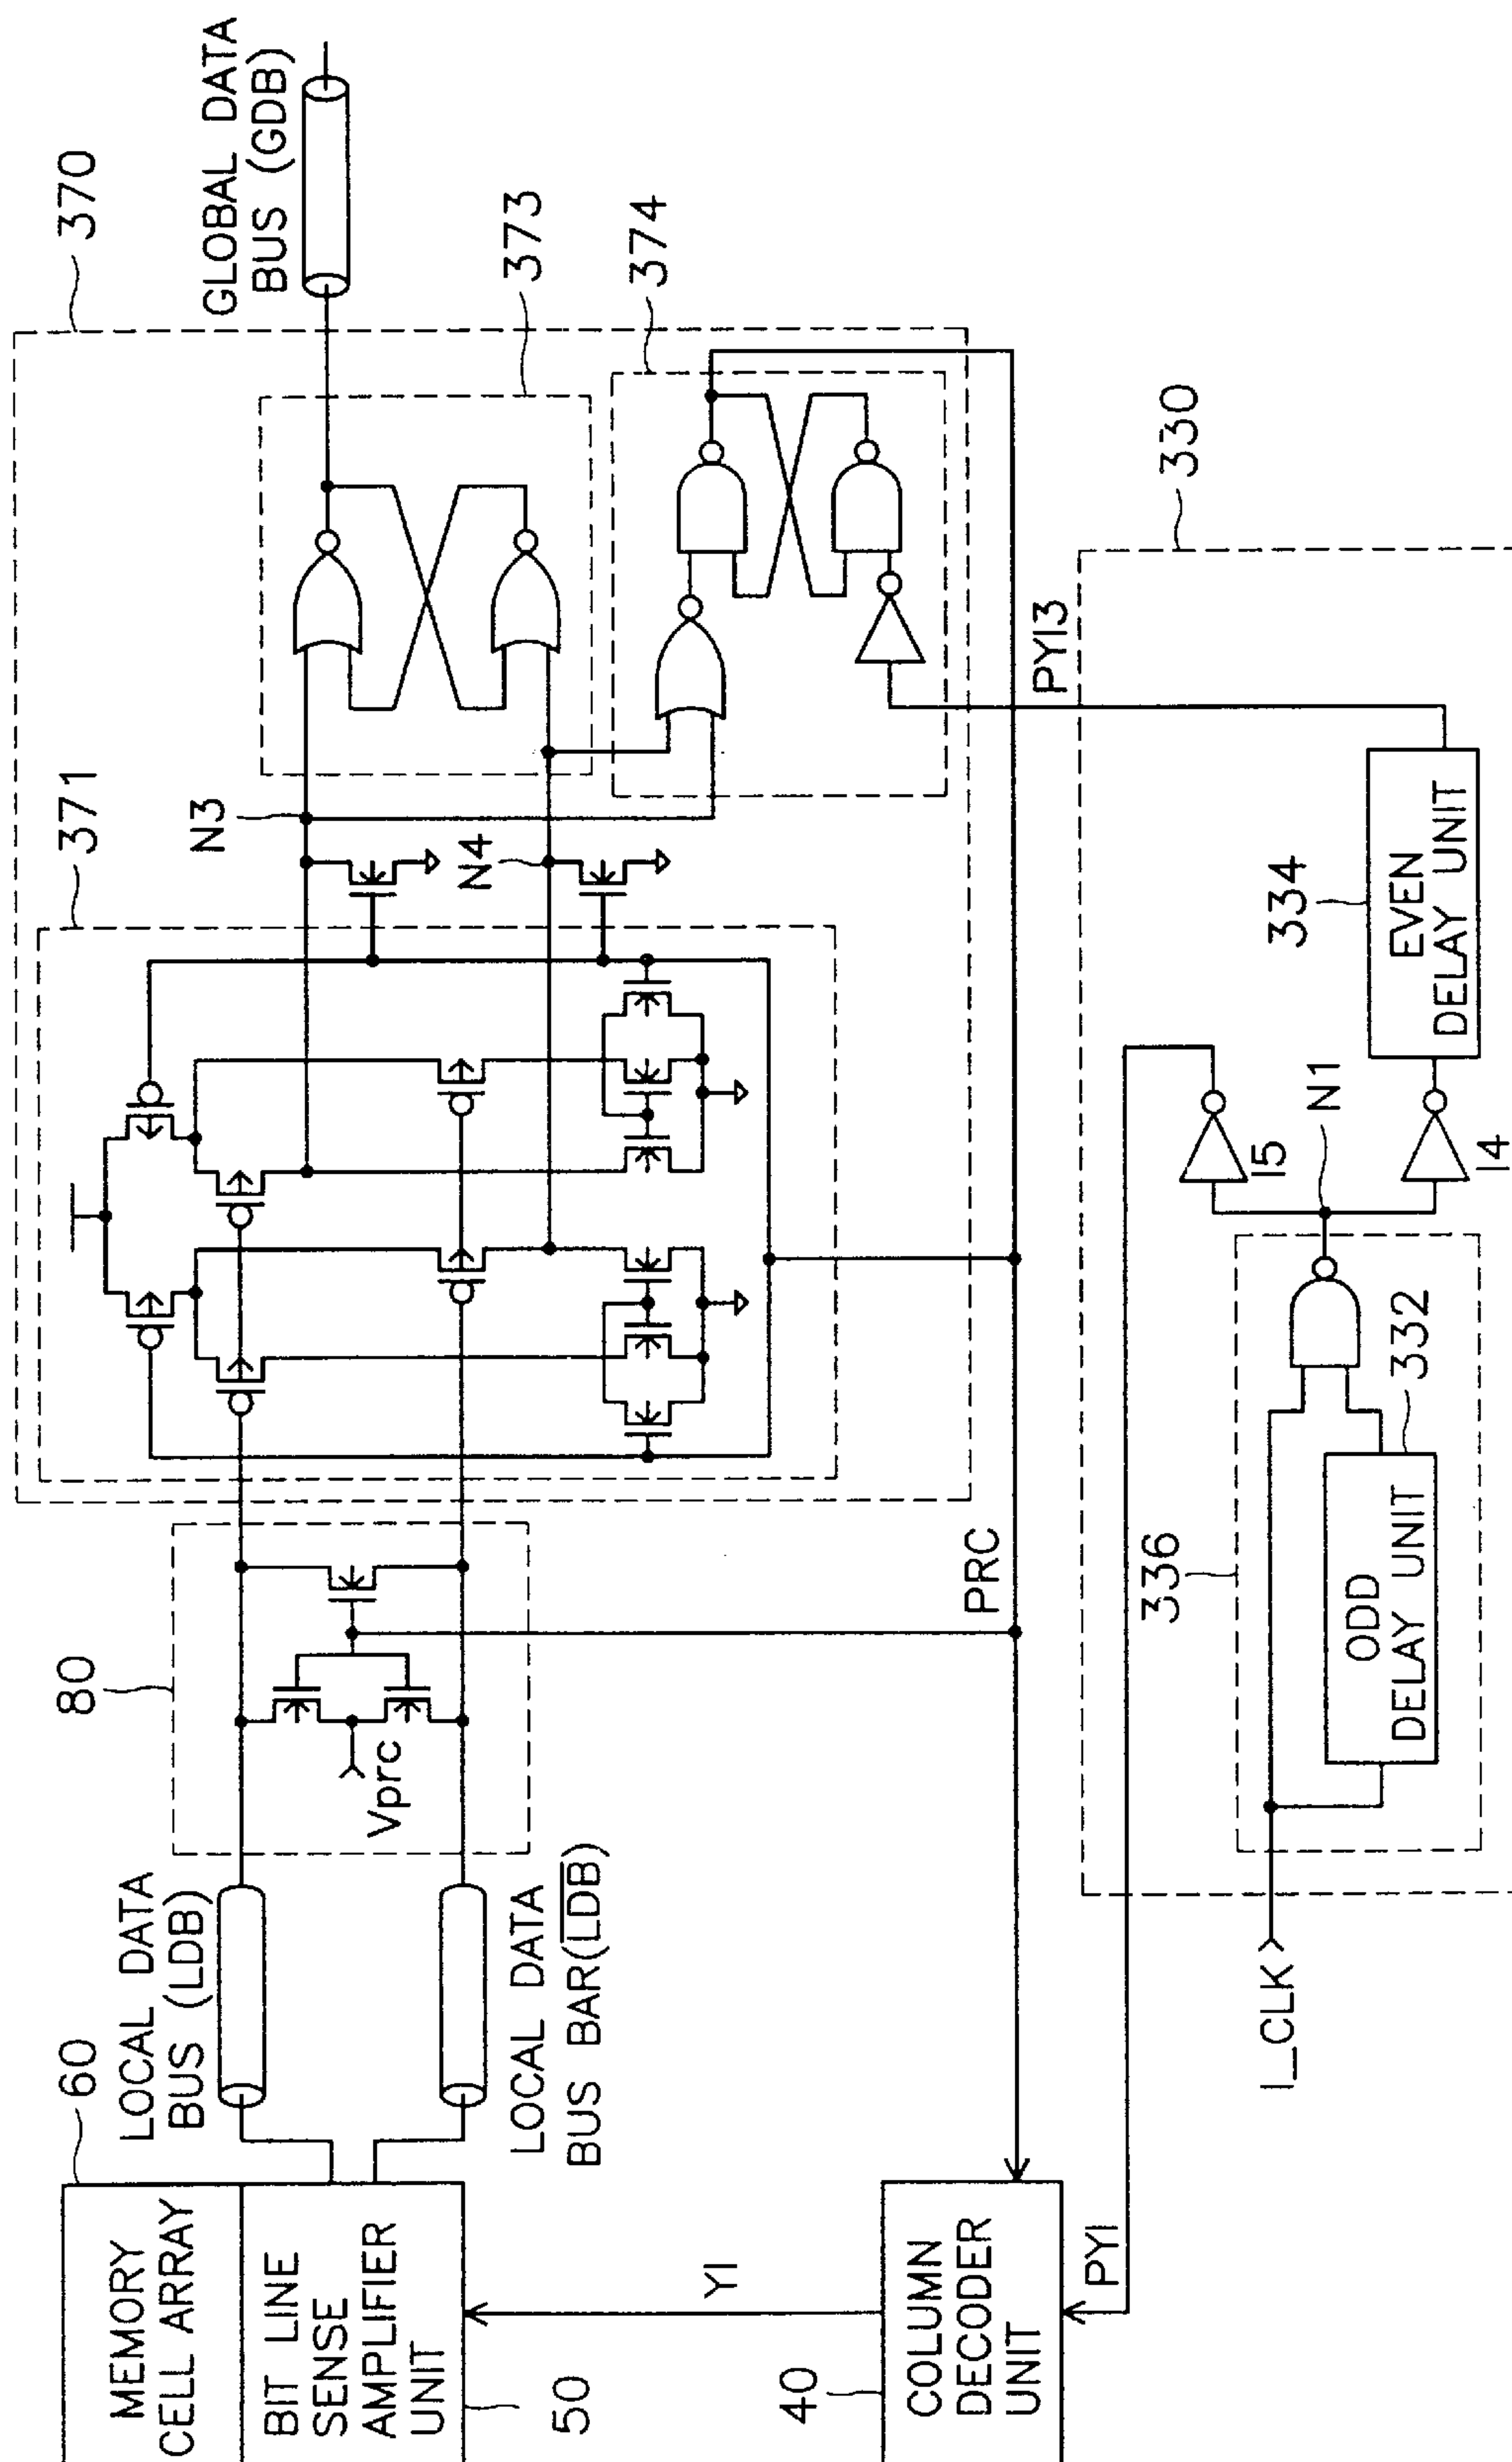 60
MEMORY
CELL ARRAY
BIT LINE
SENSE
AMPLIFIER
UNIT
50
LOCAL DATA
BUS (LDB)
LOCAL DATA
BUS BAR(L̅D̅B̅)
80
Vprc
370
371
N3
N4
373
374
GLOBAL DATA
BUS (GDB)
YI
40
COLUMN
DECODER
UNIT
PYI
PRC
PYI3
330
336
I_CLK
ODD
DELAY UNIT
332
N1
I5
I4
334
EVEN
DELAY UNIT